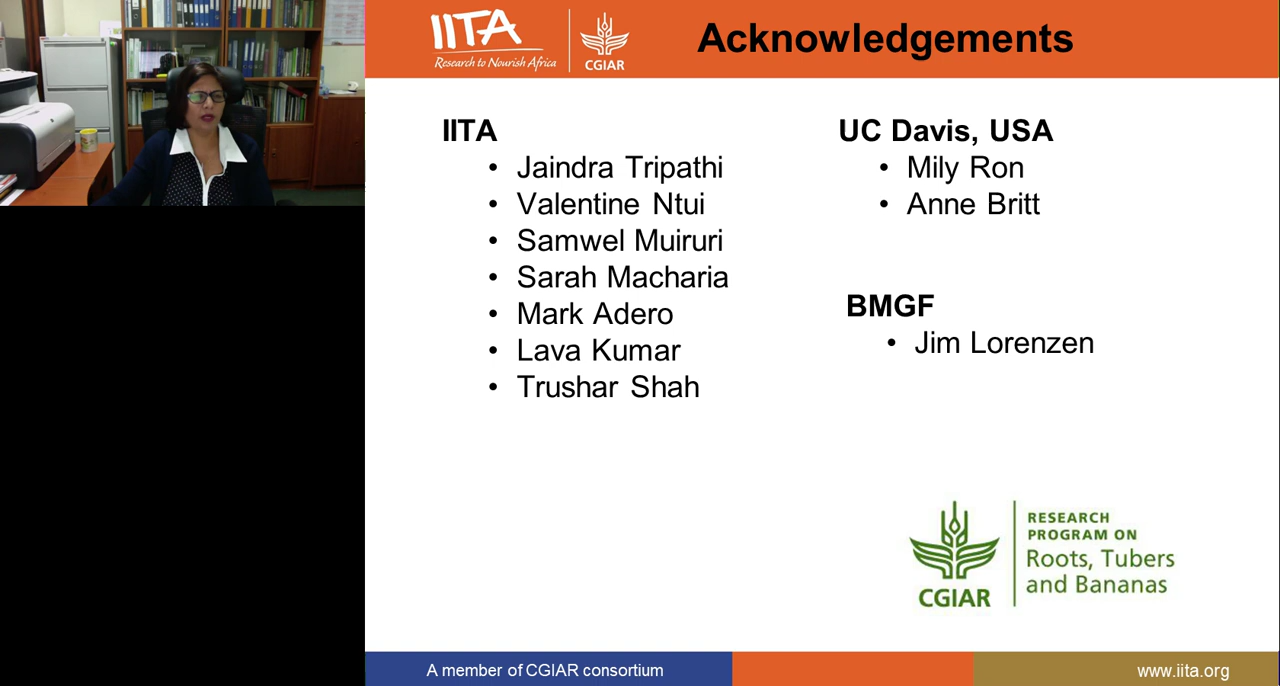 IITA
Research to Nourish Africa
CGIAR
Acknowledgements
IITA
• Jaindra Tripathi
• Valentine Ntui
• Samwel Muiruri
• Sarah Macharia
• Mark Adero
• Lava Kumar
• Trushar Shah
UC Davis, USA
• Mily Ron
• Anne Britt
BMGF
• Jim Lorenzen
CGIAR
RESEARCH
PROGRAM ON
Roots, Tubers
and Bananas
A member of CGIAR consortium
www.iita.org